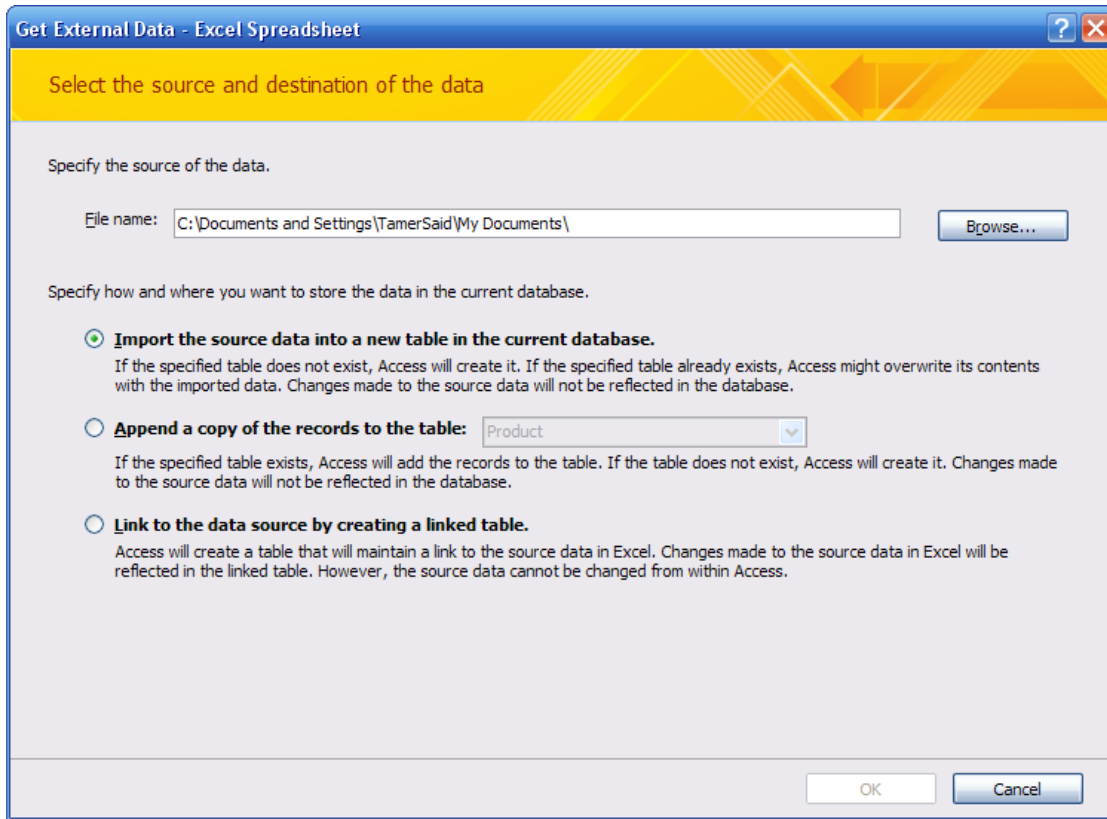 Get External Data - Excel Spreadsheet
Select the source and destination of the data
Specify the source of the data.
File name: C:\Documents and Settings\TamerSaid\My Documents\ Browse...
Specify how and where you want to store the data in the current database.
Import the source data into a new table in the current database.
If the specified table does not exist, Access will create it. If the specified table already exists, Access might overwrite its contents
with the imported data. Changes made to the source data will not be reflected in the database.
Append a copy of the records to the table: Product
If the specified table exists, Access will add the records to the table. If the table does not exist, Access will create it. Changes made
to the source data will not be reflected in the database.
Link to the data source by creating a linked table.
Access will create a table that will maintain a link to the source data in Excel. Changes made to the source data in Excel will be
reflected in the linked table. However, the source data cannot be changed from within Access.
OK Cancel